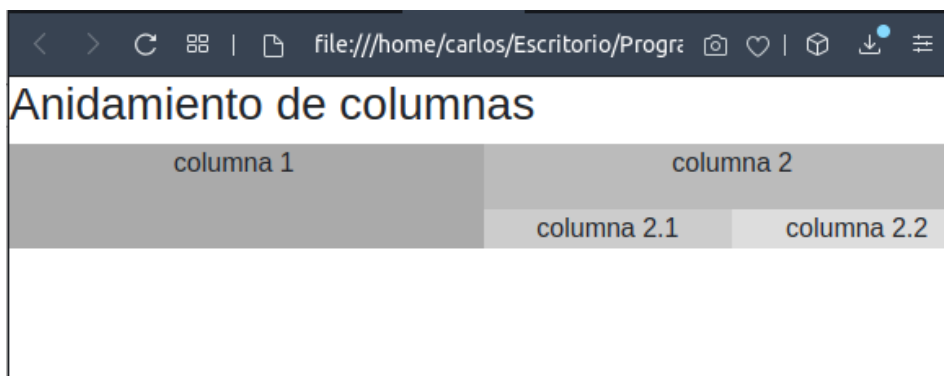 file:///home/carlos/Escritorio/Progra
Anidamiento de columnas
columna 1
columna 2
columna 2.1
columna 2.2